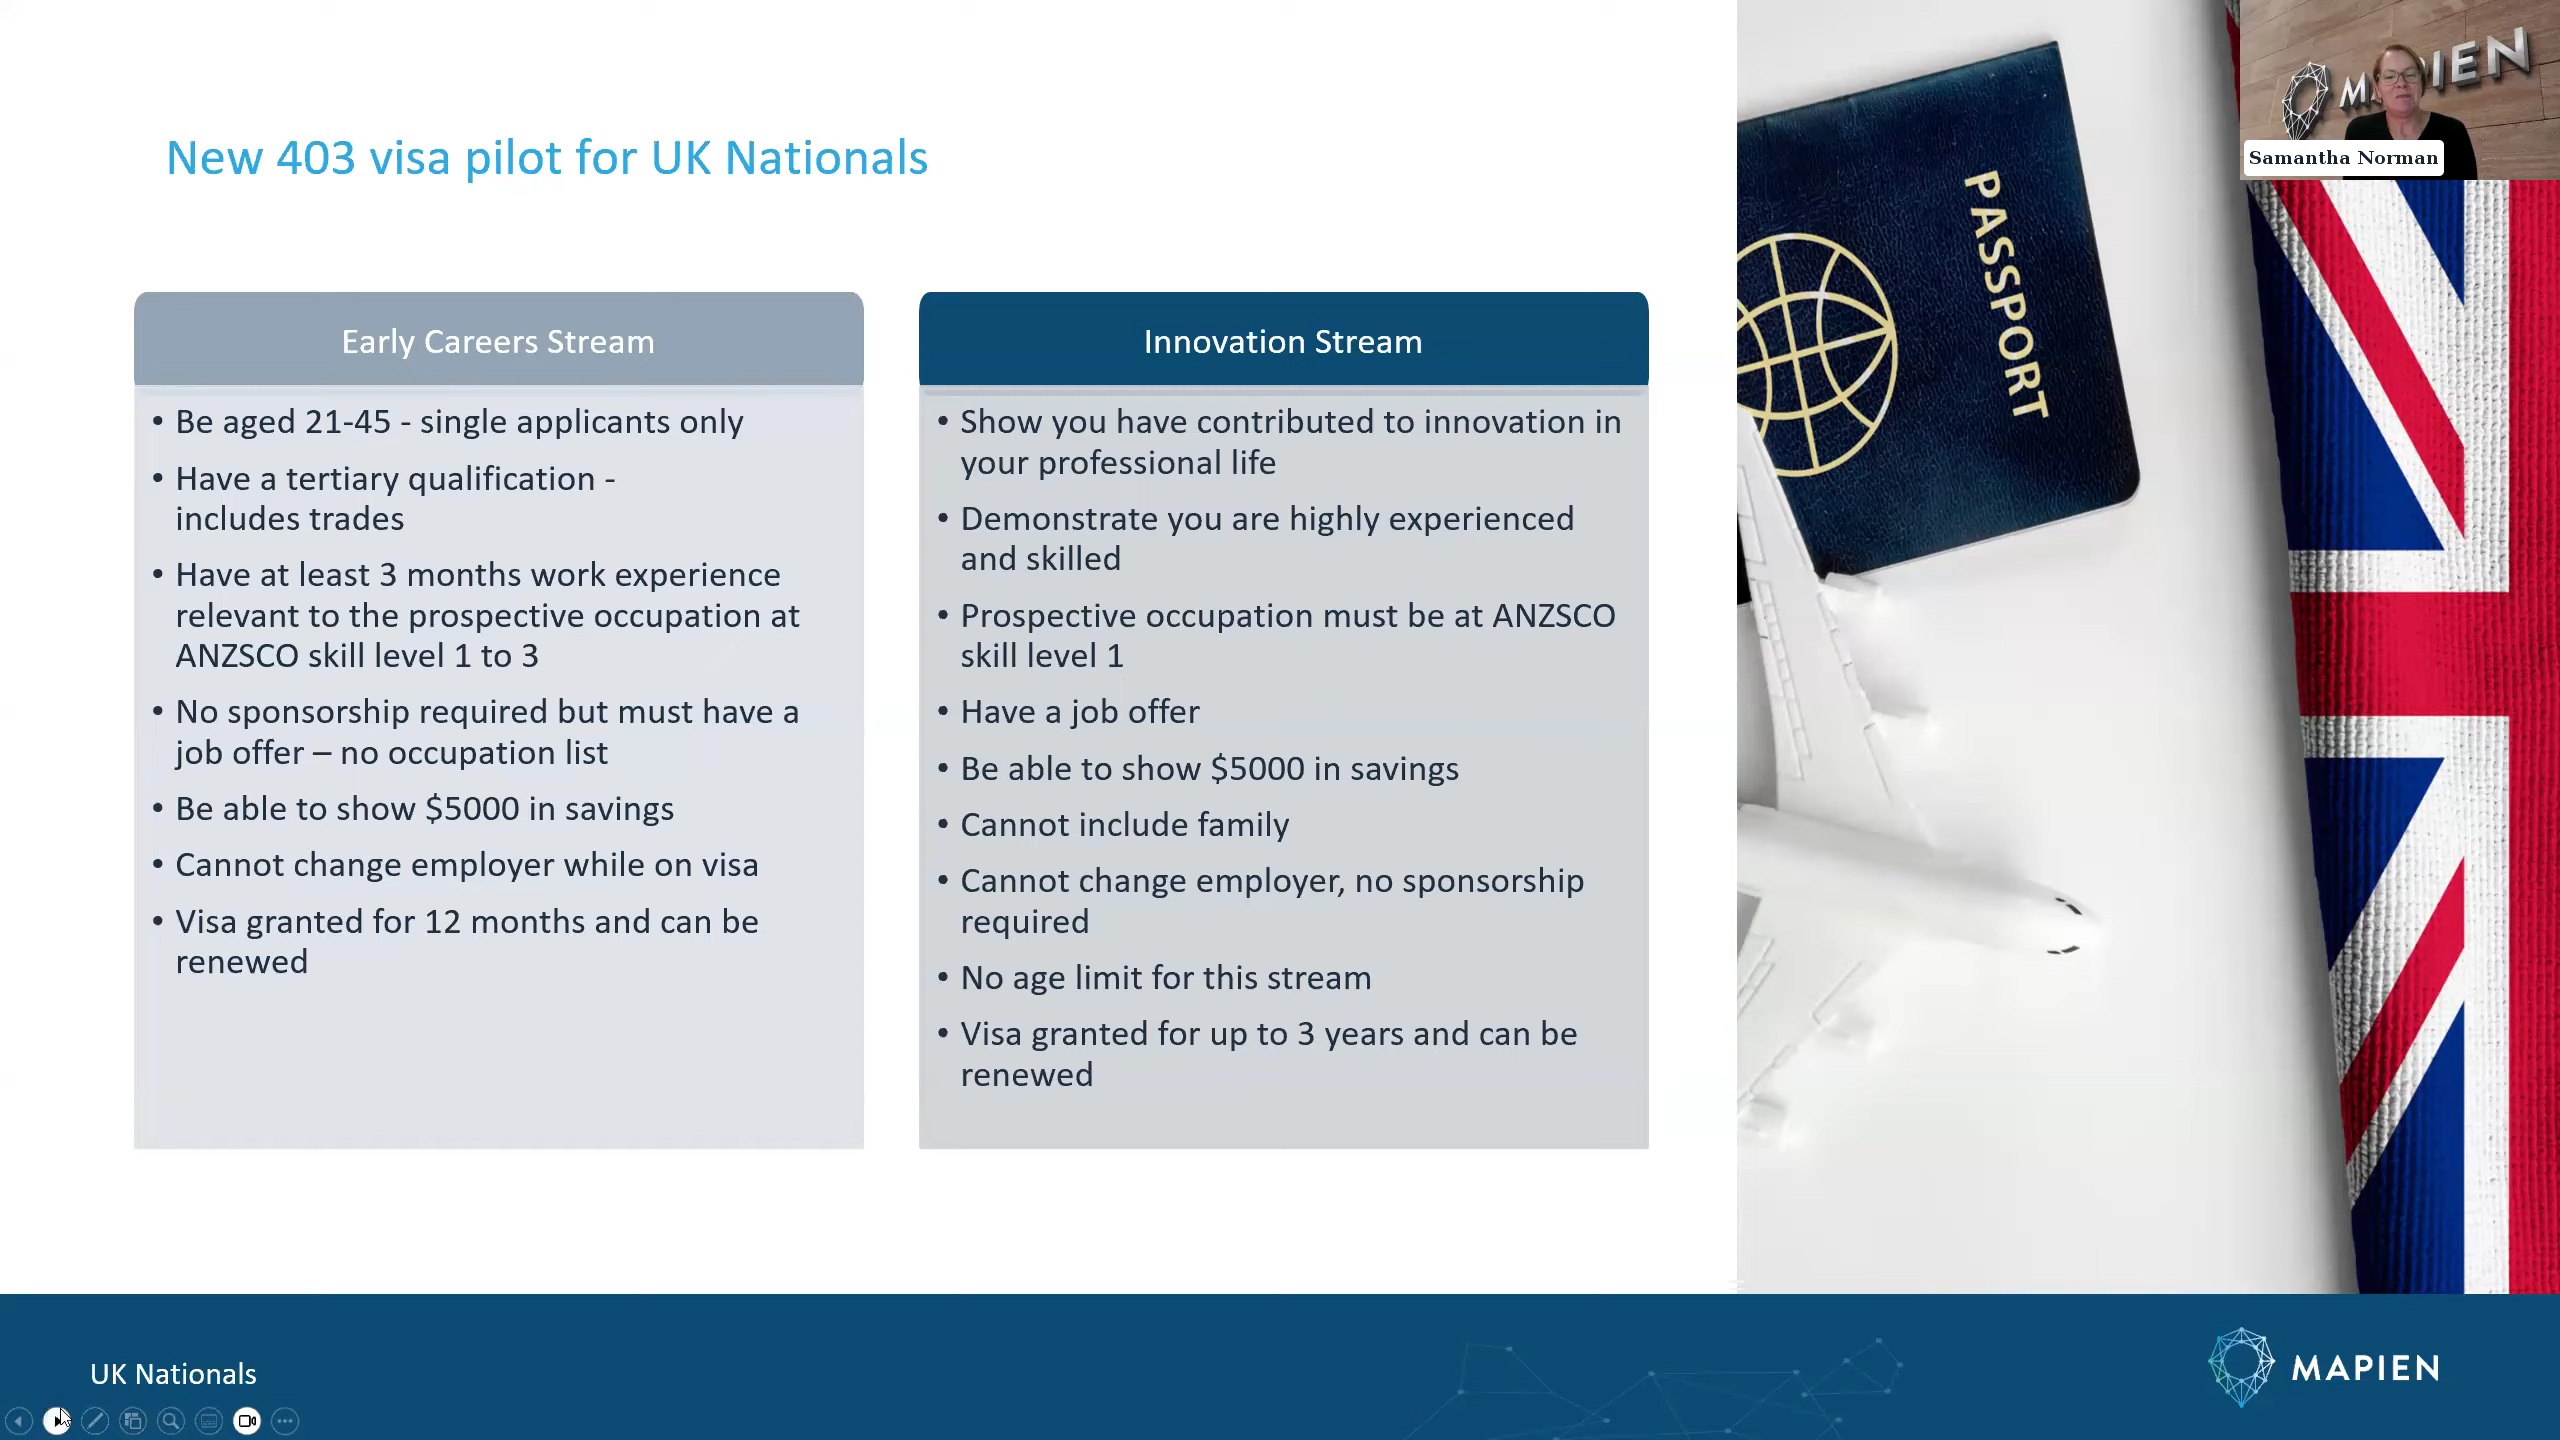 New 403 visa pilot for UK Nationals
Early Careers Stream
• Be aged 21-45 - single applicants only
• Have a tertiary qualification -
includes trades
• Have at least 3 months work experience
relevant to the prospective occupation at
ANZSCO skill level 1 to 3
• No sponsorship required but must have a
job offer – no occupation list
• Be able to show $5000 in savings
• Cannot change employer while on visa
• Visa granted for 12 months and can be
renewed
Innovation Stream
• Show you have contributed to innovation in
your professional life
• Demonstrate you are highly experienced
and skilled
• Prospective occupation must be at ANZSCO
skill level 1
• Have a job offer
• Be able to show $5000 in savings
• Cannot include family
• Cannot change employer, no sponsorship
required
• No age limit for this stream
• Visa granted for up to 3 years and can be
renewed
PASSPORT
Samantha Norman
UK Nationals
MAPIEN